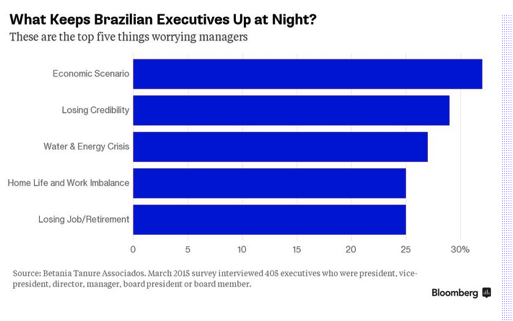 What Keeps Brazilian Executives Up at Night?
These are the top five things worrying managers
Economic Scenario
Losing Credibility
Water & Energy Crisis
Home Life and Work Imbalance
Losing Job/Retirement
0 5 10 15 20 25 30%
Source: Betania Tanure Associados. March 2015 survey interviewed 405 executives who were president, vice-
president, director, manager, board president or board member.
Bloomberg